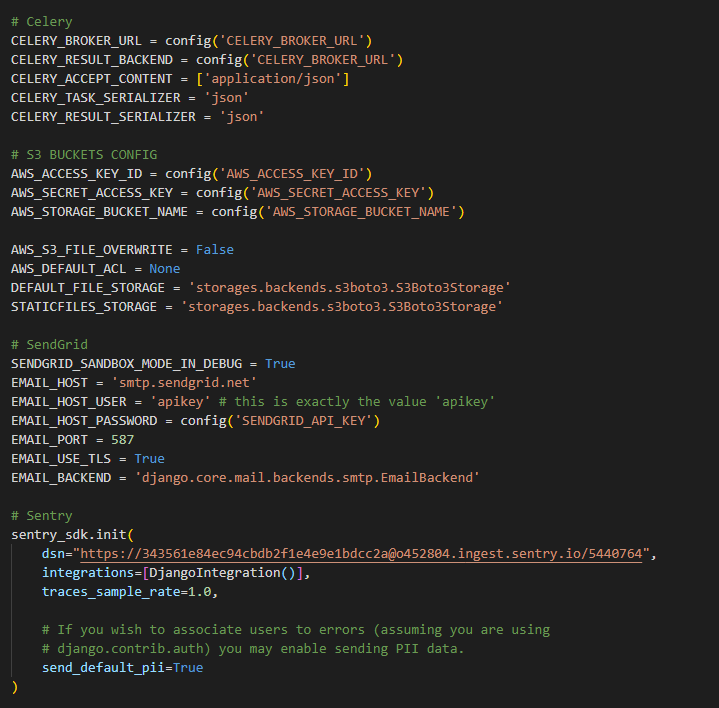 # Celery
CELERY_BROKER_URL = config('CELERY_BROKER_URL')
CELERY_RESULT_BACKEND = config('CELERY_BROKER_URL')
CELERY_ACCEPT_CONTENT = ['application/json']
CELERY_TASK_SERIALIZER = 'json'
CELERY_RESULT_SERIALIZER = 'json'
# S3 BUCKETS CONFIG
AWS_ACCESS_KEY_ID = config('AWS_ACCESS_KEY_ID')
AWS_SECRET_ACCESS_KEY = config('AWS_SECRET_ACCESS_KEY')
AWS_STORAGE_BUCKET_NAME = config('AWS_STORAGE_BUCKET_NAME')
AWS_S3_FILE_OVERWRITE = False
AWS_DEFAULT_ACL = None
DEFAULT_FILE_STORAGE = 'storages.backends.s3boto3.S3Boto3Storage'
STATICFILES_STORAGE = 'storages.backends.s3boto3.S3Boto3Storage'
# SendGrid
SENDGRID_SANDBOX_MODE_IN_DEBUG = True
EMAIL_HOST = 'smtp.sendgrid.net'
EMAIL_HOST_USER = 'apikey' # this is exactly the value 'apikey'
EMAIL_HOST_PASSWORD = config('SENDGRID_API_KEY')
EMAIL_PORT = 587
EMAIL_USE_TLS = True
EMAIL_BACKEND = 'django.core.mail.backends.smtp.EmailBackend'
# Sentry
sentry_sdk.init(
    dsn="https://343561e84ec94cbdb2f1e4e9e1bdcc2a@o452804.ingest.sentry.io/5440764",
    integrations=[DjangoIntegration()],
    traces_sample_rate=1.0,
    # If you wish to associate users to errors (assuming you are using
    # django.contrib.auth) you may enable sending PII data.
    send_default_pii=True
)